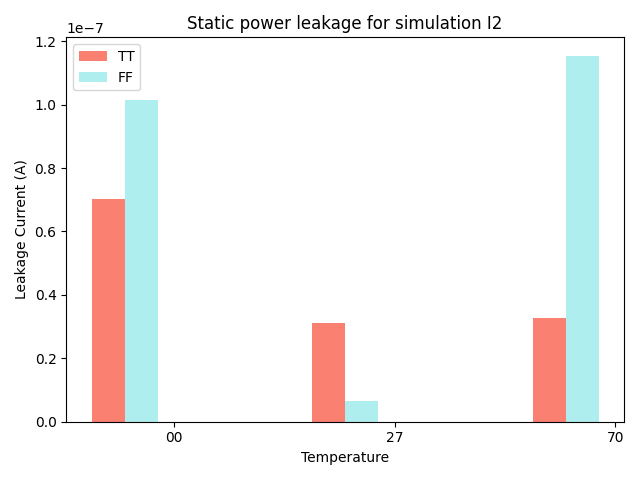 Static power leakage for simulation I2
1e−7
TT
FF
1.2
1.0
0.8
0.6
0.4
0.2
0.0
Leakage Current (A)
00
27
70
Temperature